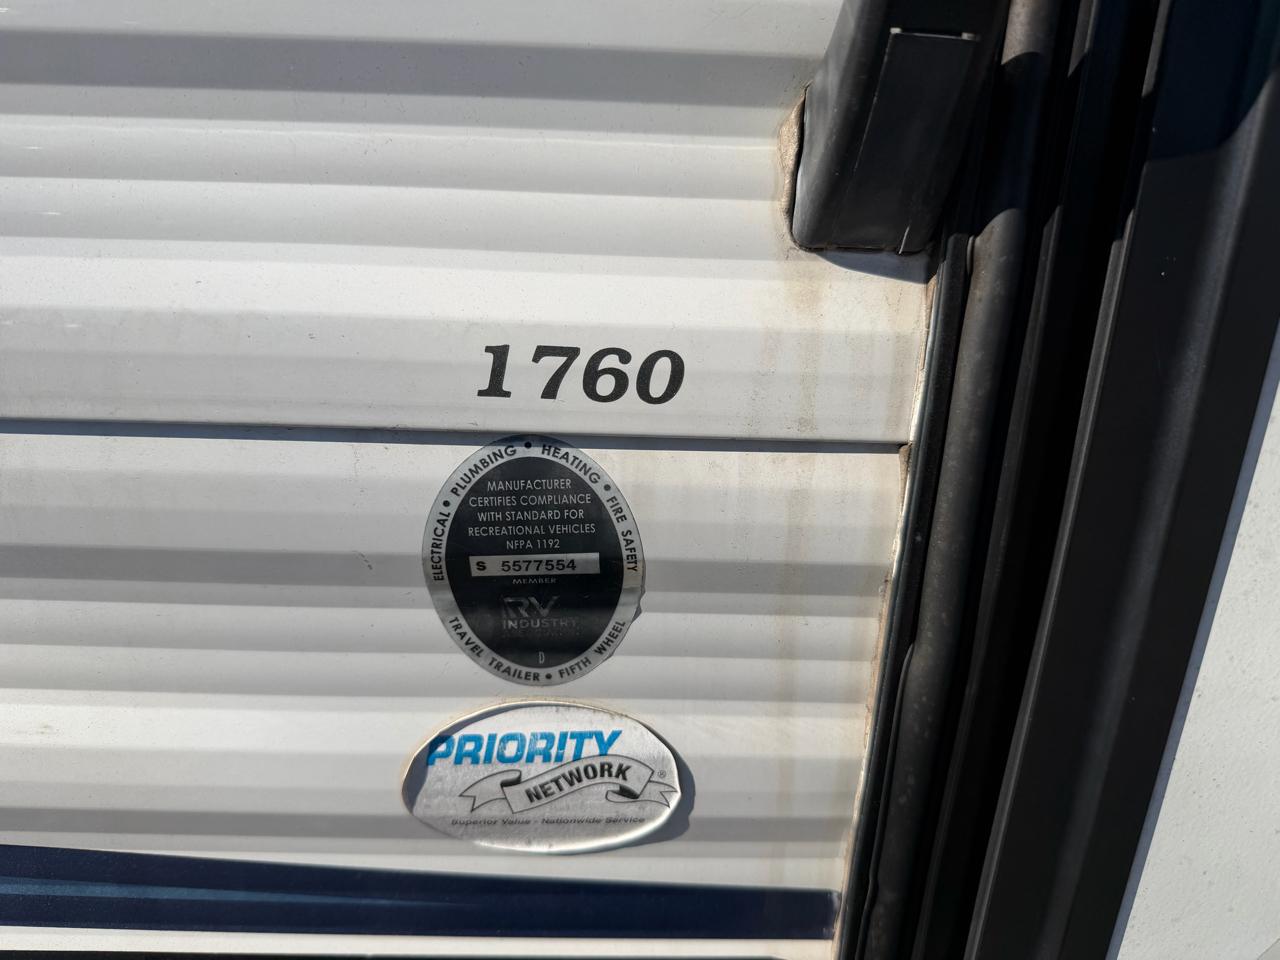 1760
ELECTRICAL • PLUMBING • HEATING • FIRE SAFETY
MANUFACTURER
CERTIFIES COMPLIANCE
WITH STANDARD FOR
RECREATIONAL VEHICLES
NFPA 1192
S 5577554
MEMBER
RV
INDUSTRY
D
TRAVEL TRAILER • FIFTH WHEEL
PRIORITY
NETWORK ®
Superior Value - Nationwide Service